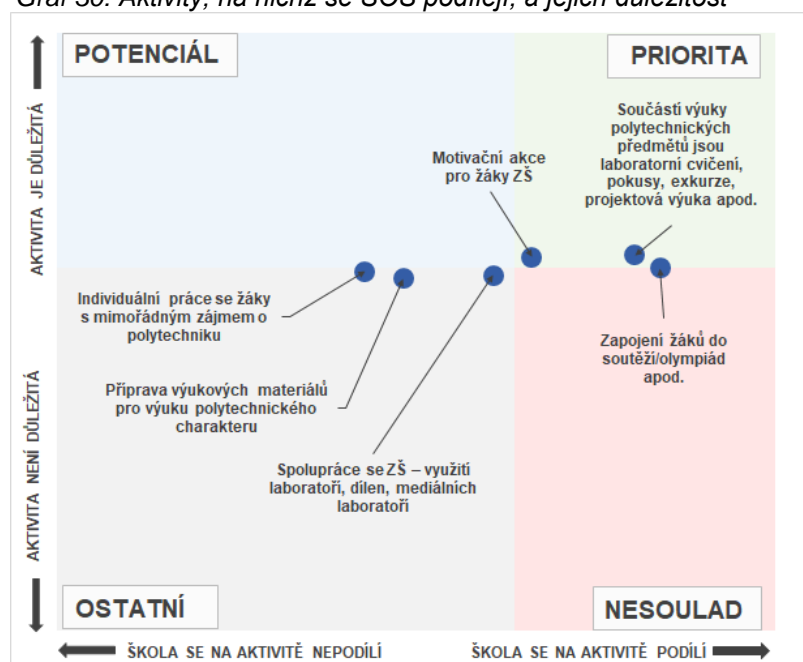 Graf 30: Aktivity, na nichž se SOŠ podílejí, a jejich důležitost
POTENCIÁL
PRIORITA
Součástí výuky
polytechnických
předmětů jsou
laboratorní cvičení,
pokusy, exkurze,
projektová výuka apod.
Motivační akce
pro žáky ZŠ
AKTIVITA JE DŮLEŽITÁ
Individuální práce se žáky
s mimořádným zájmem o
polytechniku
Zapojení žáků do
soutěží/olympiád
apod.
Příprava výukových materiálů
pro výuku polytechnického
charakteru
Spolupráce se ZŠ – využití
laboratoří, dílen, mediálních
laboratoří
AKTIVITA NENÍ DŮLEŽITÁ
OSTATNÍ
NESOULAD
ŠKOLA SE NA AKTIVITĚ NEPODÍLÍ
ŠKOLA SE NA AKTIVITĚ PODÍLÍ